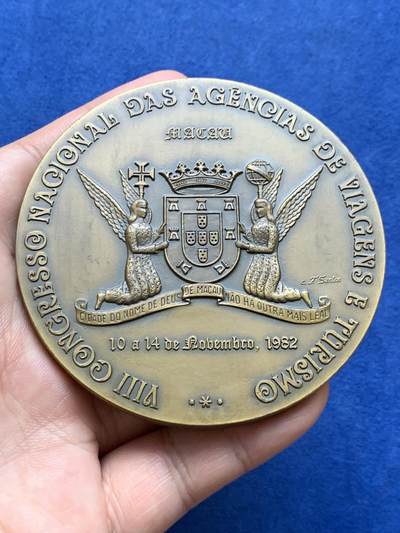 VIII CONGRESSO NACIONAL DAS AGÊNCIAS DE VIAGENS E TURISMO
MACAU
CIDADE DO NOME DE DEUS DE MACAU NÃO HÁ OUTRA MAIS LEAL
10 a 14 de Novembro, 1982